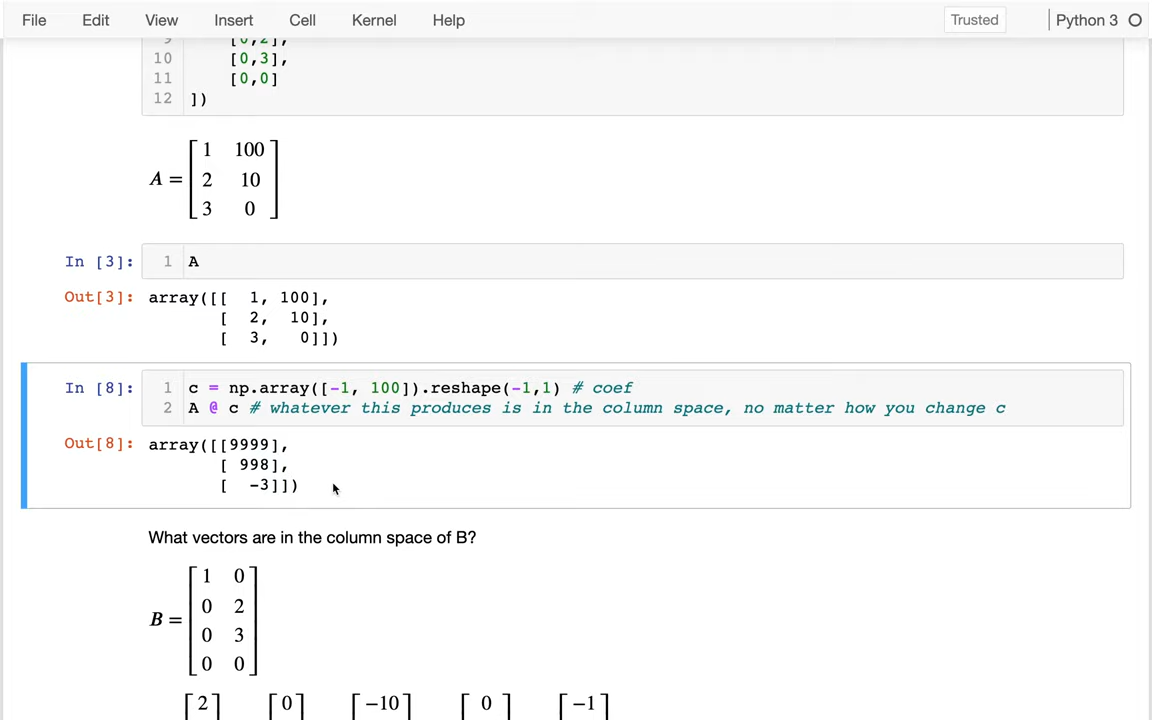 File Edit View Insert Cell Kernel Help Trusted Python 3
9 [0,2],
10 [0,3],
11 [0,0]
12 ])
A = [1 100
2 10
3 0]
In [3]: 1 A
Out[3]: array([[ 1, 100],
[ 2, 10],
[ 3, 0]])
In [8]: 1 c = np.array([-1, 100]).reshape(-1,1) # coef
2 A @ c # whatever this produces is in the column space, no matter how you change c
Out[8]: array([[9999],
[ 998],
[ -3]])
What vectors are in the column space of B?
B = [1 0
0 2
0 3
0 0]
[2] [0] [-10] [0] [-1]